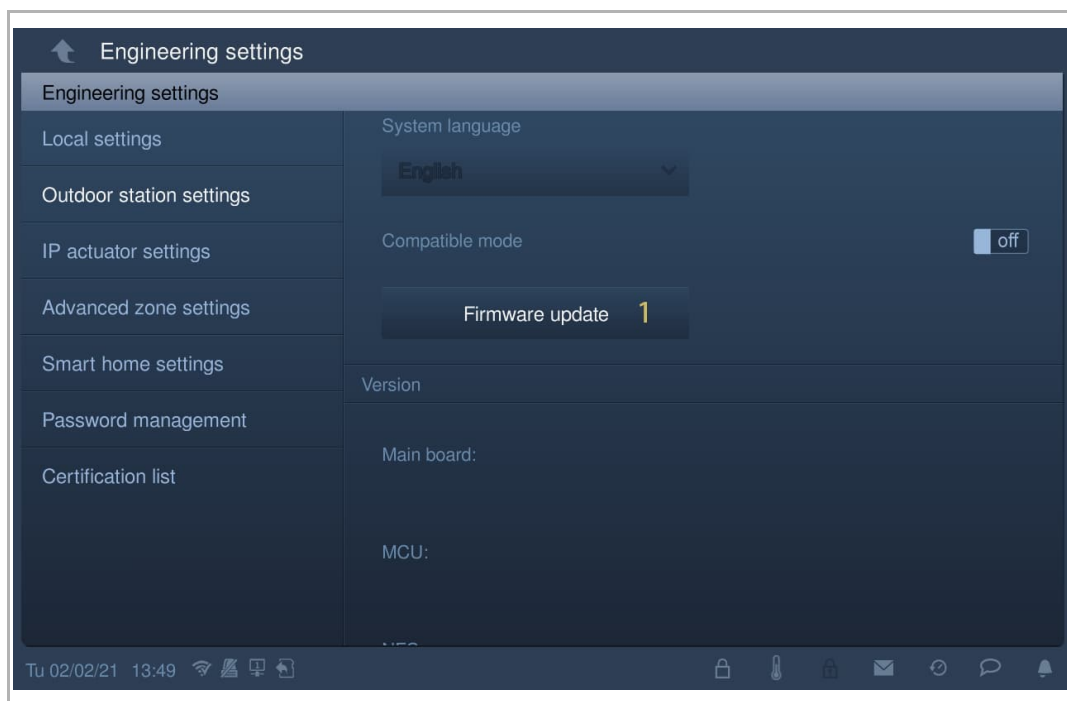 Engineering settings
Engineering settings
Local settings
Outdoor station settings
IP actuator settings
Advanced zone settings
Smart home settings
Password management
Certification list
System language
English
Compatible mode
off
Firmware update 1
Version
Main board:
MCU:
Tu 02/02/21 13:49